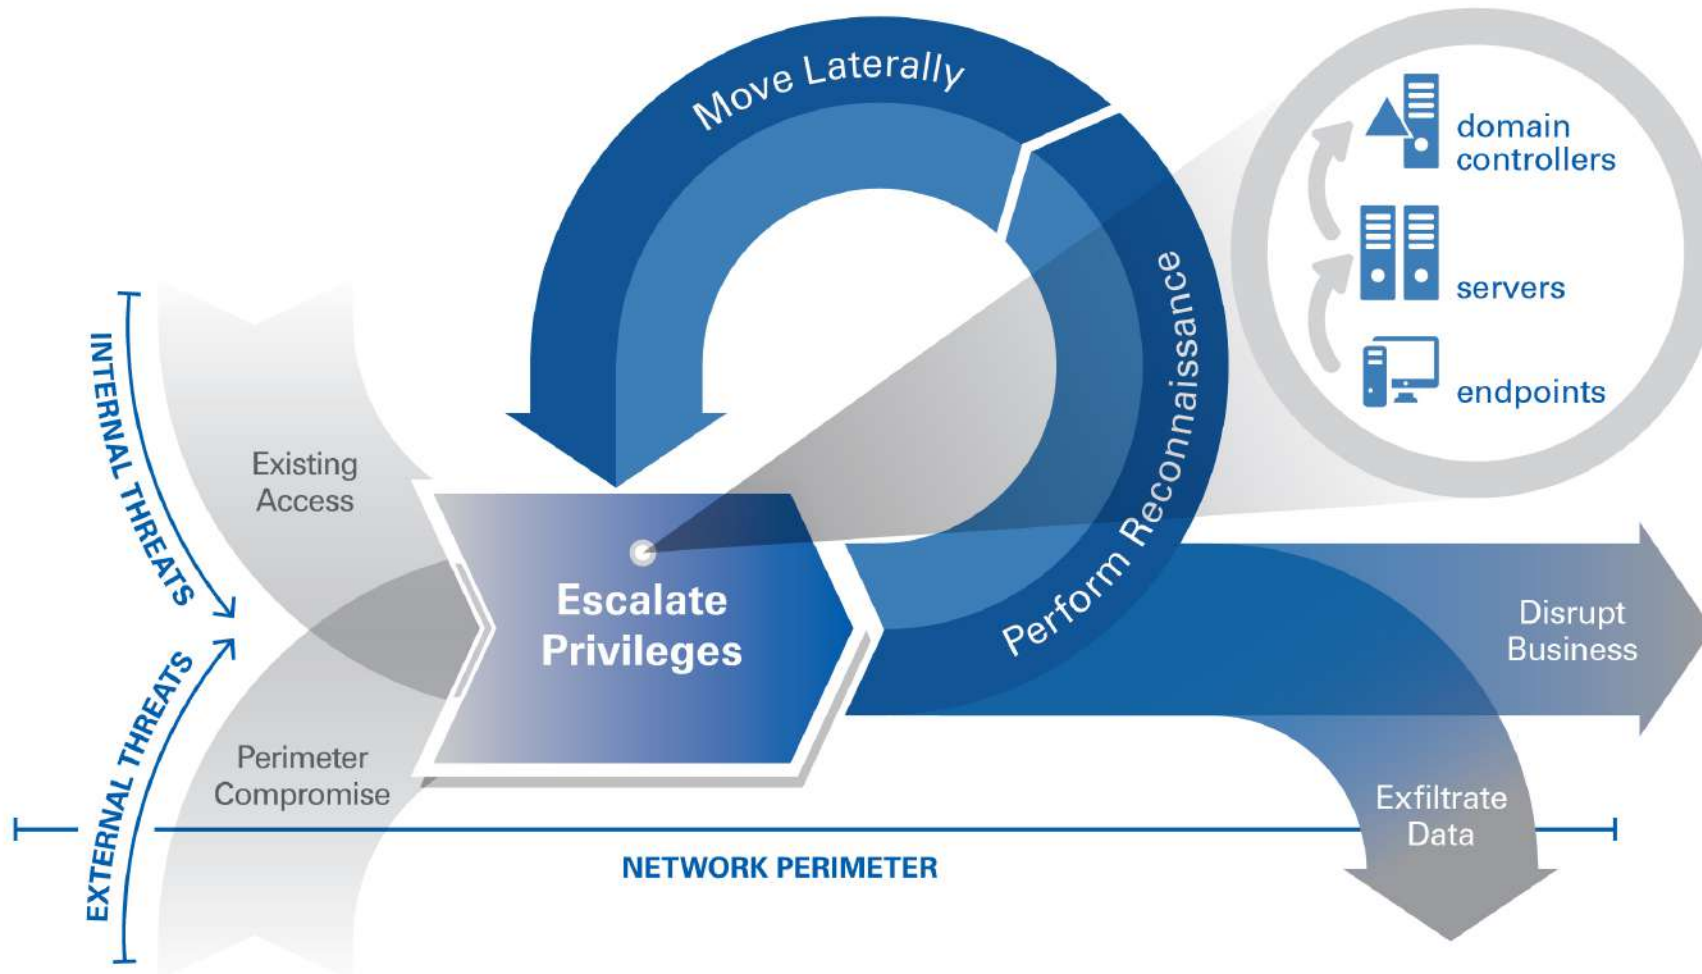 Move Laterally
domain
controllers
servers
endpoints
Perform Reconnaissance
INTERNAL THREATS
Existing
Access
Escalate
Privileges
Disrupt
Business
EXTERNAL THREATS
Perimeter
Compromise
Exfiltrate
Data
NETWORK PERIMETER